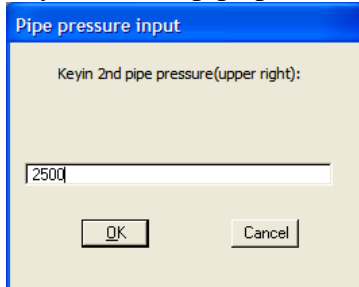 Pipe pressure input
Keyin 2nd pipe pressure(upper right):
2500
OK Cancel